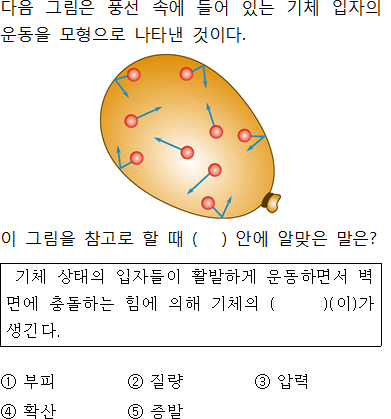 다음 그림은 풍선 속에 들어 있는 기체 입자의
운동을 모형으로 나타낸 것이다.
이 그림을 참고로 할 때 (    ) 안에 알맞은 말은?
기체 상태의 입자들이 활발하게 운동하면서 벽
면에 충돌하는 힘에 의해 기체의 (        )(이)가
생긴다.
① 부피 ② 질량 ③ 압력
④ 확산 ⑤ 증발